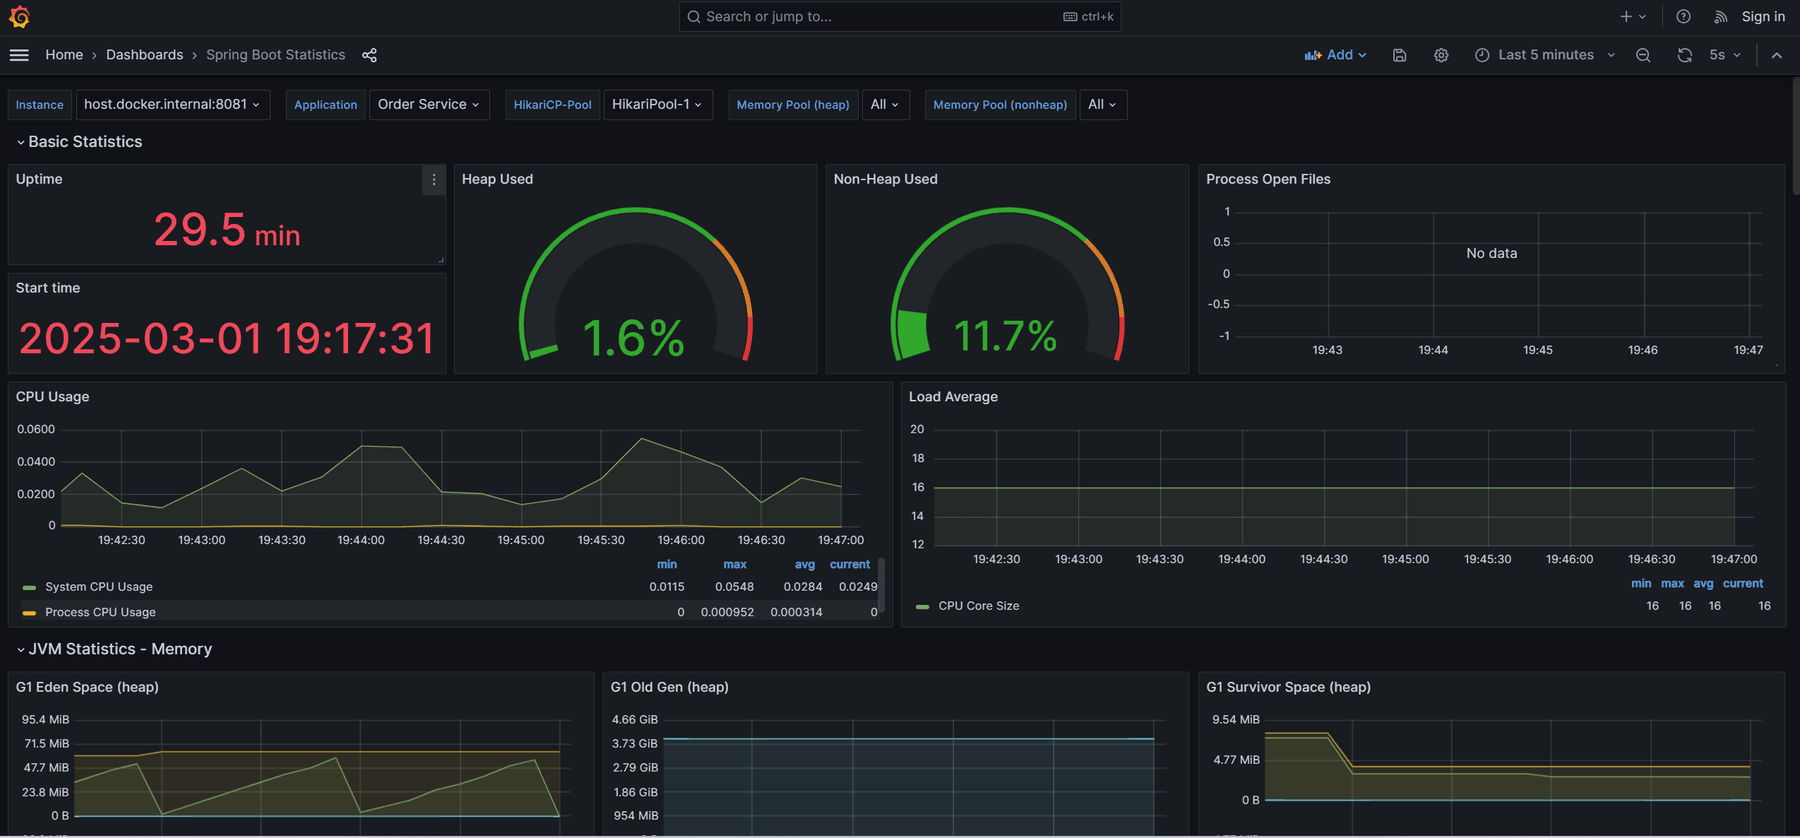 Search or jump to...
ctrl+k
Sign in
Home › Dashboards › Spring Boot Statistics
Add
Last 5 minutes
5s
Instance host.docker.internal:8081
Application Order Service
HikariCP-Pool HikariPool-1
Memory Pool (heap) All
Memory Pool (nonheap) All
Basic Statistics
Uptime
29.5 min
Start time
2025-03-01 19:17:31
Heap Used
1.6%
Non-Heap Used
11.7%
Process Open Files
1
0.5
0
-0.5
-1
No data
19:43 19:44 19:45 19:46 19:47
CPU Usage
0.0600
0.0400
0.0200
0
19:42:30 19:43:00 19:43:30 19:44:00 19:44:30 19:45:00 19:45:30 19:46:00 19:46:30 19:47:00
min max avg current
System CPU Usage 0.0115 0.0548 0.0284 0.0249
Process CPU Usage 0 0.000952 0.000314 0
Load Average
20
18
16
14
12
19:42:30 19:43:00 19:43:30 19:44:00 19:44:30 19:45:00 19:45:30 19:46:00 19:46:30 19:47:00
min max avg current
CPU Core Size 16 16 16 16
JVM Statistics - Memory
G1 Eden Space (heap)
95.4 MiB
71.5 MiB
47.7 MiB
23.8 MiB
0 B
G1 Old Gen (heap)
4.66 GiB
3.73 GiB
2.79 GiB
1.86 GiB
954 MiB
G1 Survivor Space (heap)
9.54 MiB
4.77 MiB
0 B